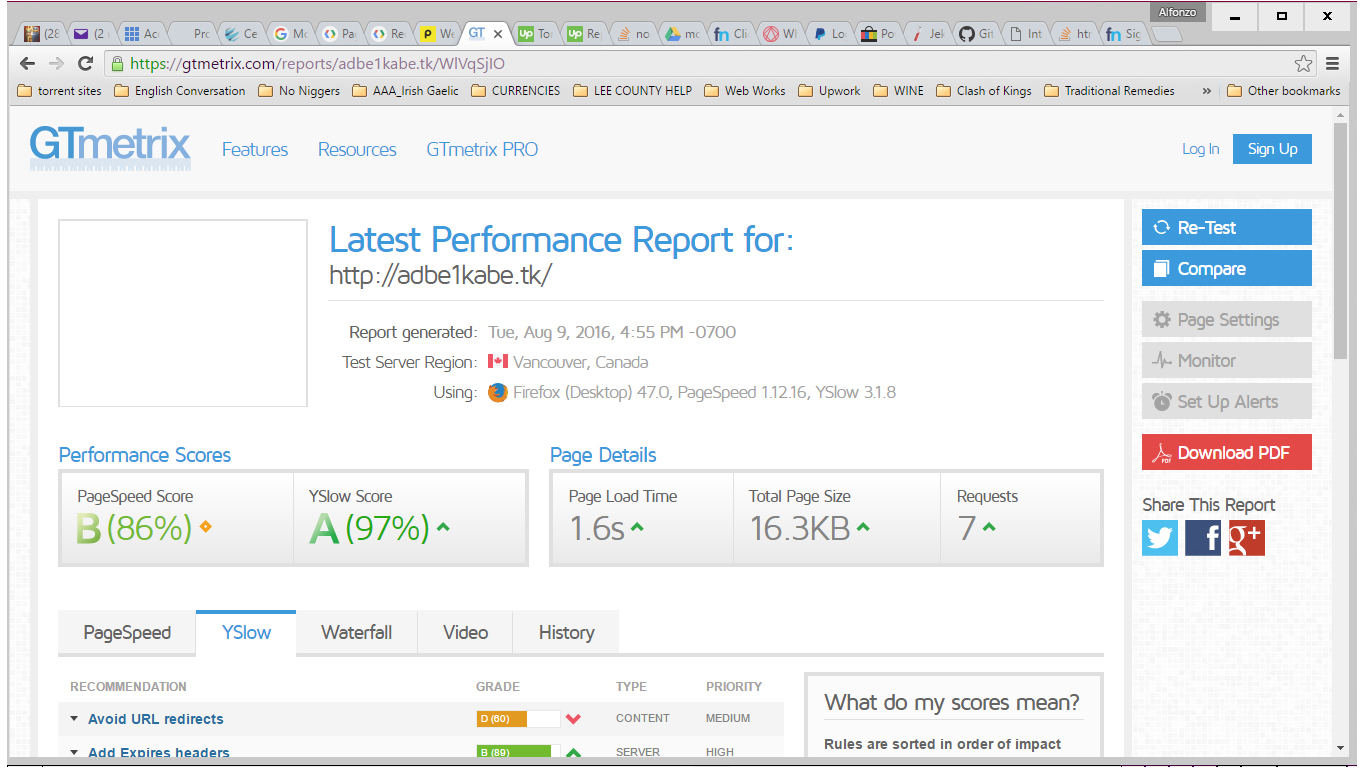 Alfonzo
(28 (2 Ac Pro Ce Mo Pa Re We GT To Re no mo Cli W Lo Po Jek Git Int htt Sig
https://gtmetrix.com/reports/adbe1kabe.tk/WlVqSjIO
torrent sites English Conversation No Niggers AAA_Irish Gaelic CURRENCIES LEE COUNTY HELP Web Works Upwork WINE Clash of Kings Traditional Remedies » Other bookmarks
GTmetrix Features Resources GTmetrix PRO Log In Sign Up
Latest Performance Report for:
http://adbe1kabe.tk/
Report generated: Tue, Aug 9, 2016, 4:55 PM -0700
Test Server Region: Vancouver, Canada
Using: Firefox (Desktop) 47.0, PageSpeed 1.12.16, YSlow 3.1.8
Re-Test
Compare
Page Settings
Monitor
Set Up Alerts
Download PDF
Share This Report
Performance Scores
PageSpeed Score YSlow Score
B (86%) A (97%)
Page Details
Page Load Time Total Page Size Requests
1.6s 16.3KB 7
PageSpeed YSlow Waterfall Video History
RECOMMENDATION GRADE TYPE PRIORITY
Avoid URL redirects D (60) CONTENT MEDIUM
Add Expires headers B (89) SERVER HIGH
What do my scores mean?
Rules are sorted in order of impact